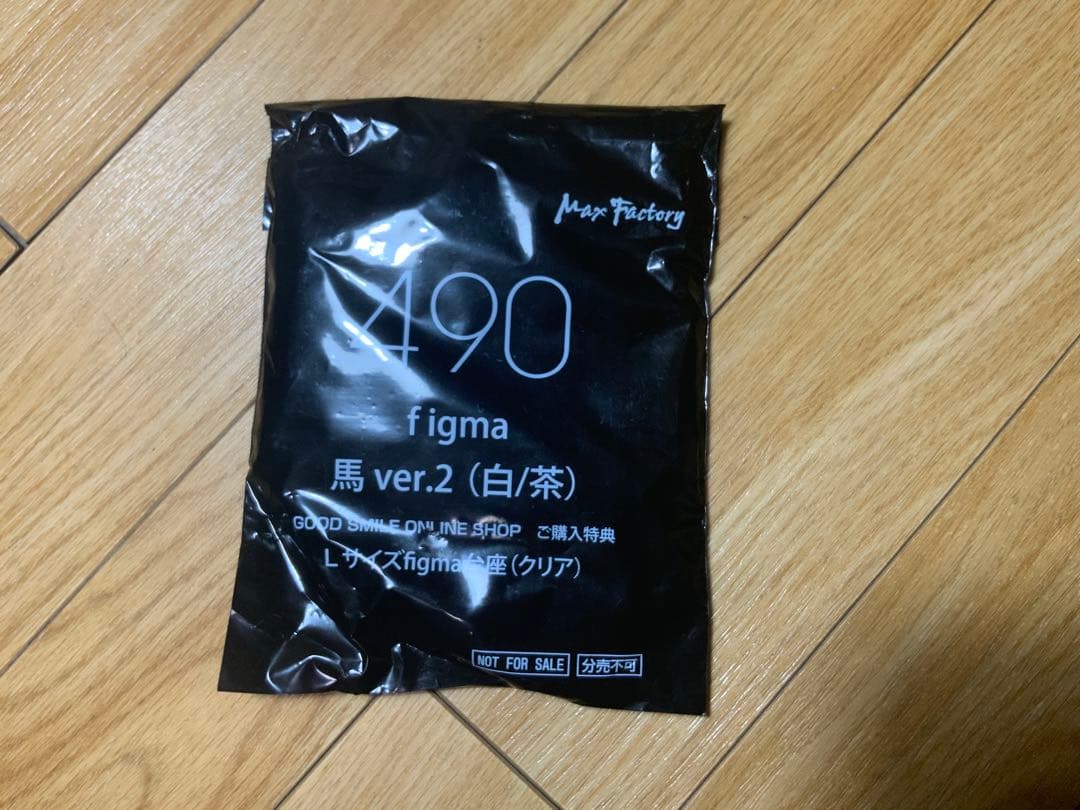 Max Factory
490
figma
馬 ver.2（白/茶）
GOOD SMILE ONLINE SHOP ご購入特典
Lサイズfigma台座（クリア）
NOT FOR SALE 分売不可